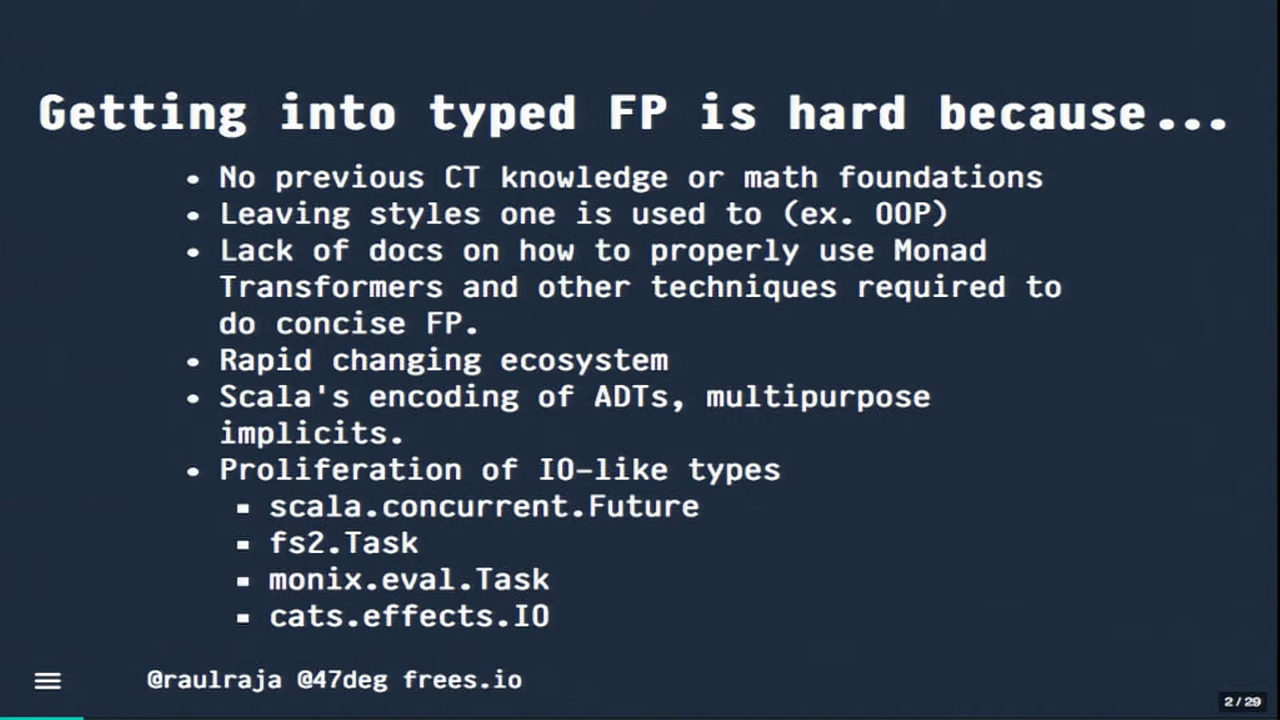 Getting into typed FP is hard because...
• No previous CT knowledge or math foundations
• Leaving styles one is used to (ex. OOP)
• Lack of docs on how to properly use Monad
Transformers and other techniques required to
do concise FP.
• Rapid changing ecosystem
• Scala's encoding of ADTs, multipurpose
implicits.
• Proliferation of IO-like types
▪ scala.concurrent.Future
▪ fs2.Task
▪ monix.eval.Task
▪ cats.effects.IO
@raulraja @47deg frees.io
2 / 29